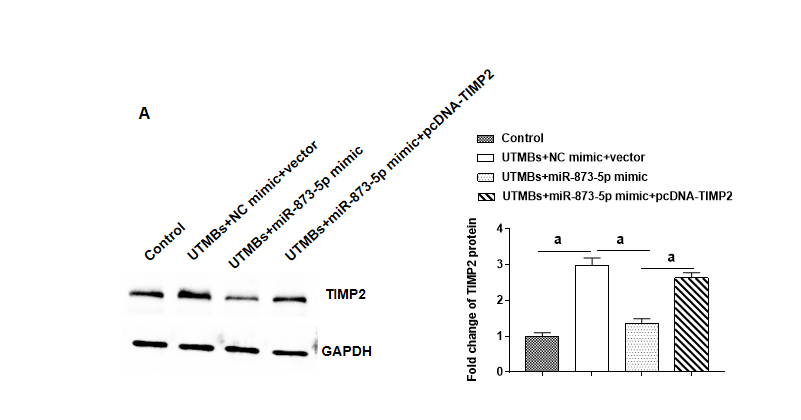 A
Control
UTMBs+NC mimic+vector
UTMBs+miR-873-5p mimic
UTMBs+miR-873-5p mimic+pcDNA-TIMP2
TIMP2
GAPDH
Control
UTMBs+NC mimic+vector
UTMBs+miR-873-5p mimic
UTMBs+miR-873-5p mimic+pcDNA-TIMP2
Fold change of TIMP2 protein
4
3
2
1
0
a
a
a